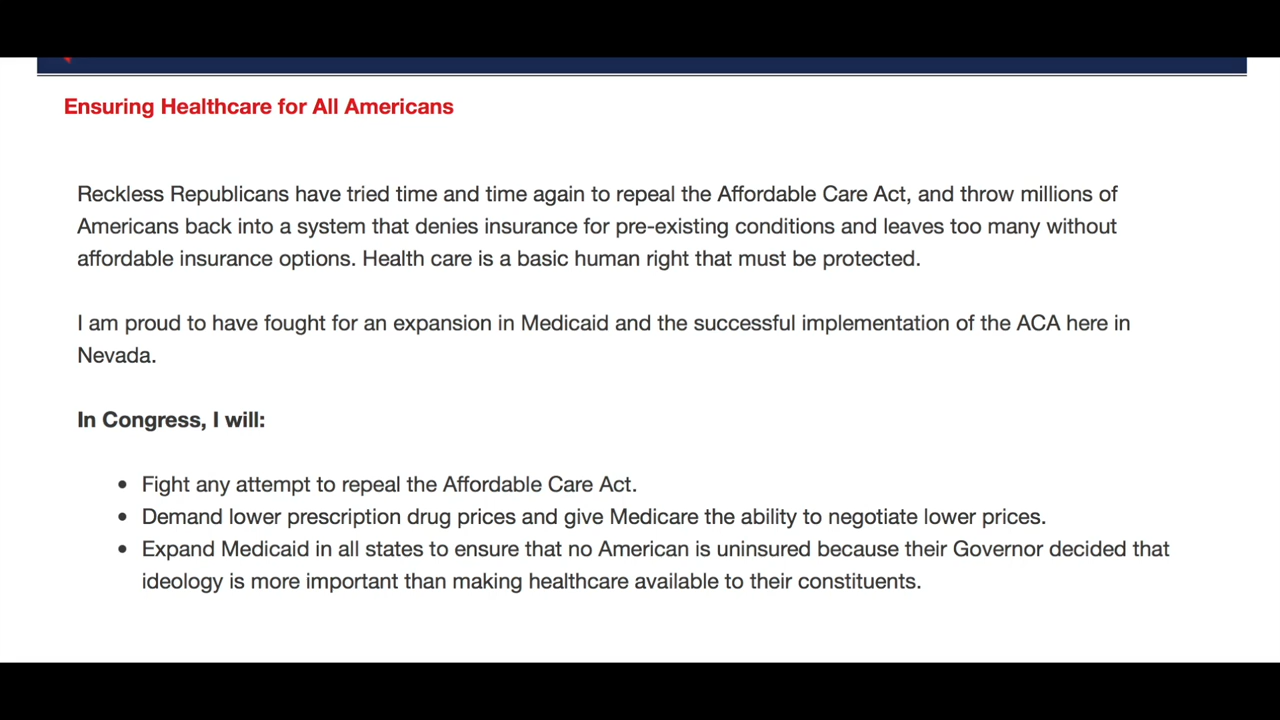 Ensuring Healthcare for All Americans
Reckless Republicans have tried time and time again to repeal the Affordable Care Act, and throw millions of
Americans back into a system that denies insurance for pre-existing conditions and leaves too many without
affordable insurance options. Health care is a basic human right that must be protected.
I am proud to have fought for an expansion in Medicaid and the successful implementation of the ACA here in
Nevada.
In Congress, I will:
• Fight any attempt to repeal the Affordable Care Act.
• Demand lower prescription drug prices and give Medicare the ability to negotiate lower prices.
• Expand Medicaid in all states to ensure that no American is uninsured because their Governor decided that
ideology is more important than making healthcare available to their constituents.